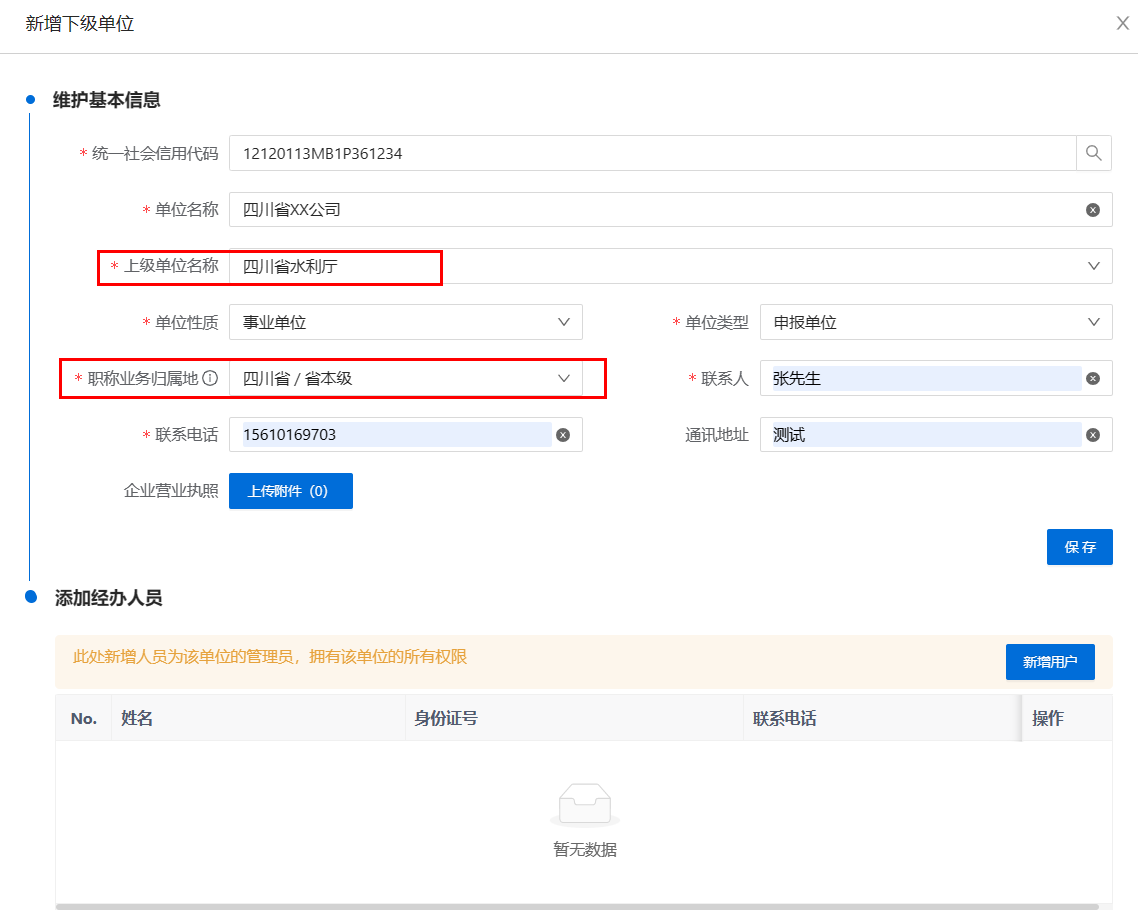 新增下级单位
维护基本信息
* 统一社会信用代码 12120113MB1P361234
* 单位名称 四川省XX公司
* 上级单位名称 四川省水利厅
* 单位性质 事业单位 * 单位类型 申报单位
* 职称业务归属地 四川省 / 省本级 * 联系人 张先生
* 联系电话 15610169703 通讯地址 测试
企业营业执照 上传附件（0）
保 存
添加经办人员
此处新增人员为该单位的管理员，拥有该单位的所有权限 新增用户
No. 姓名 身份证号 联系电话 操作
暂无数据